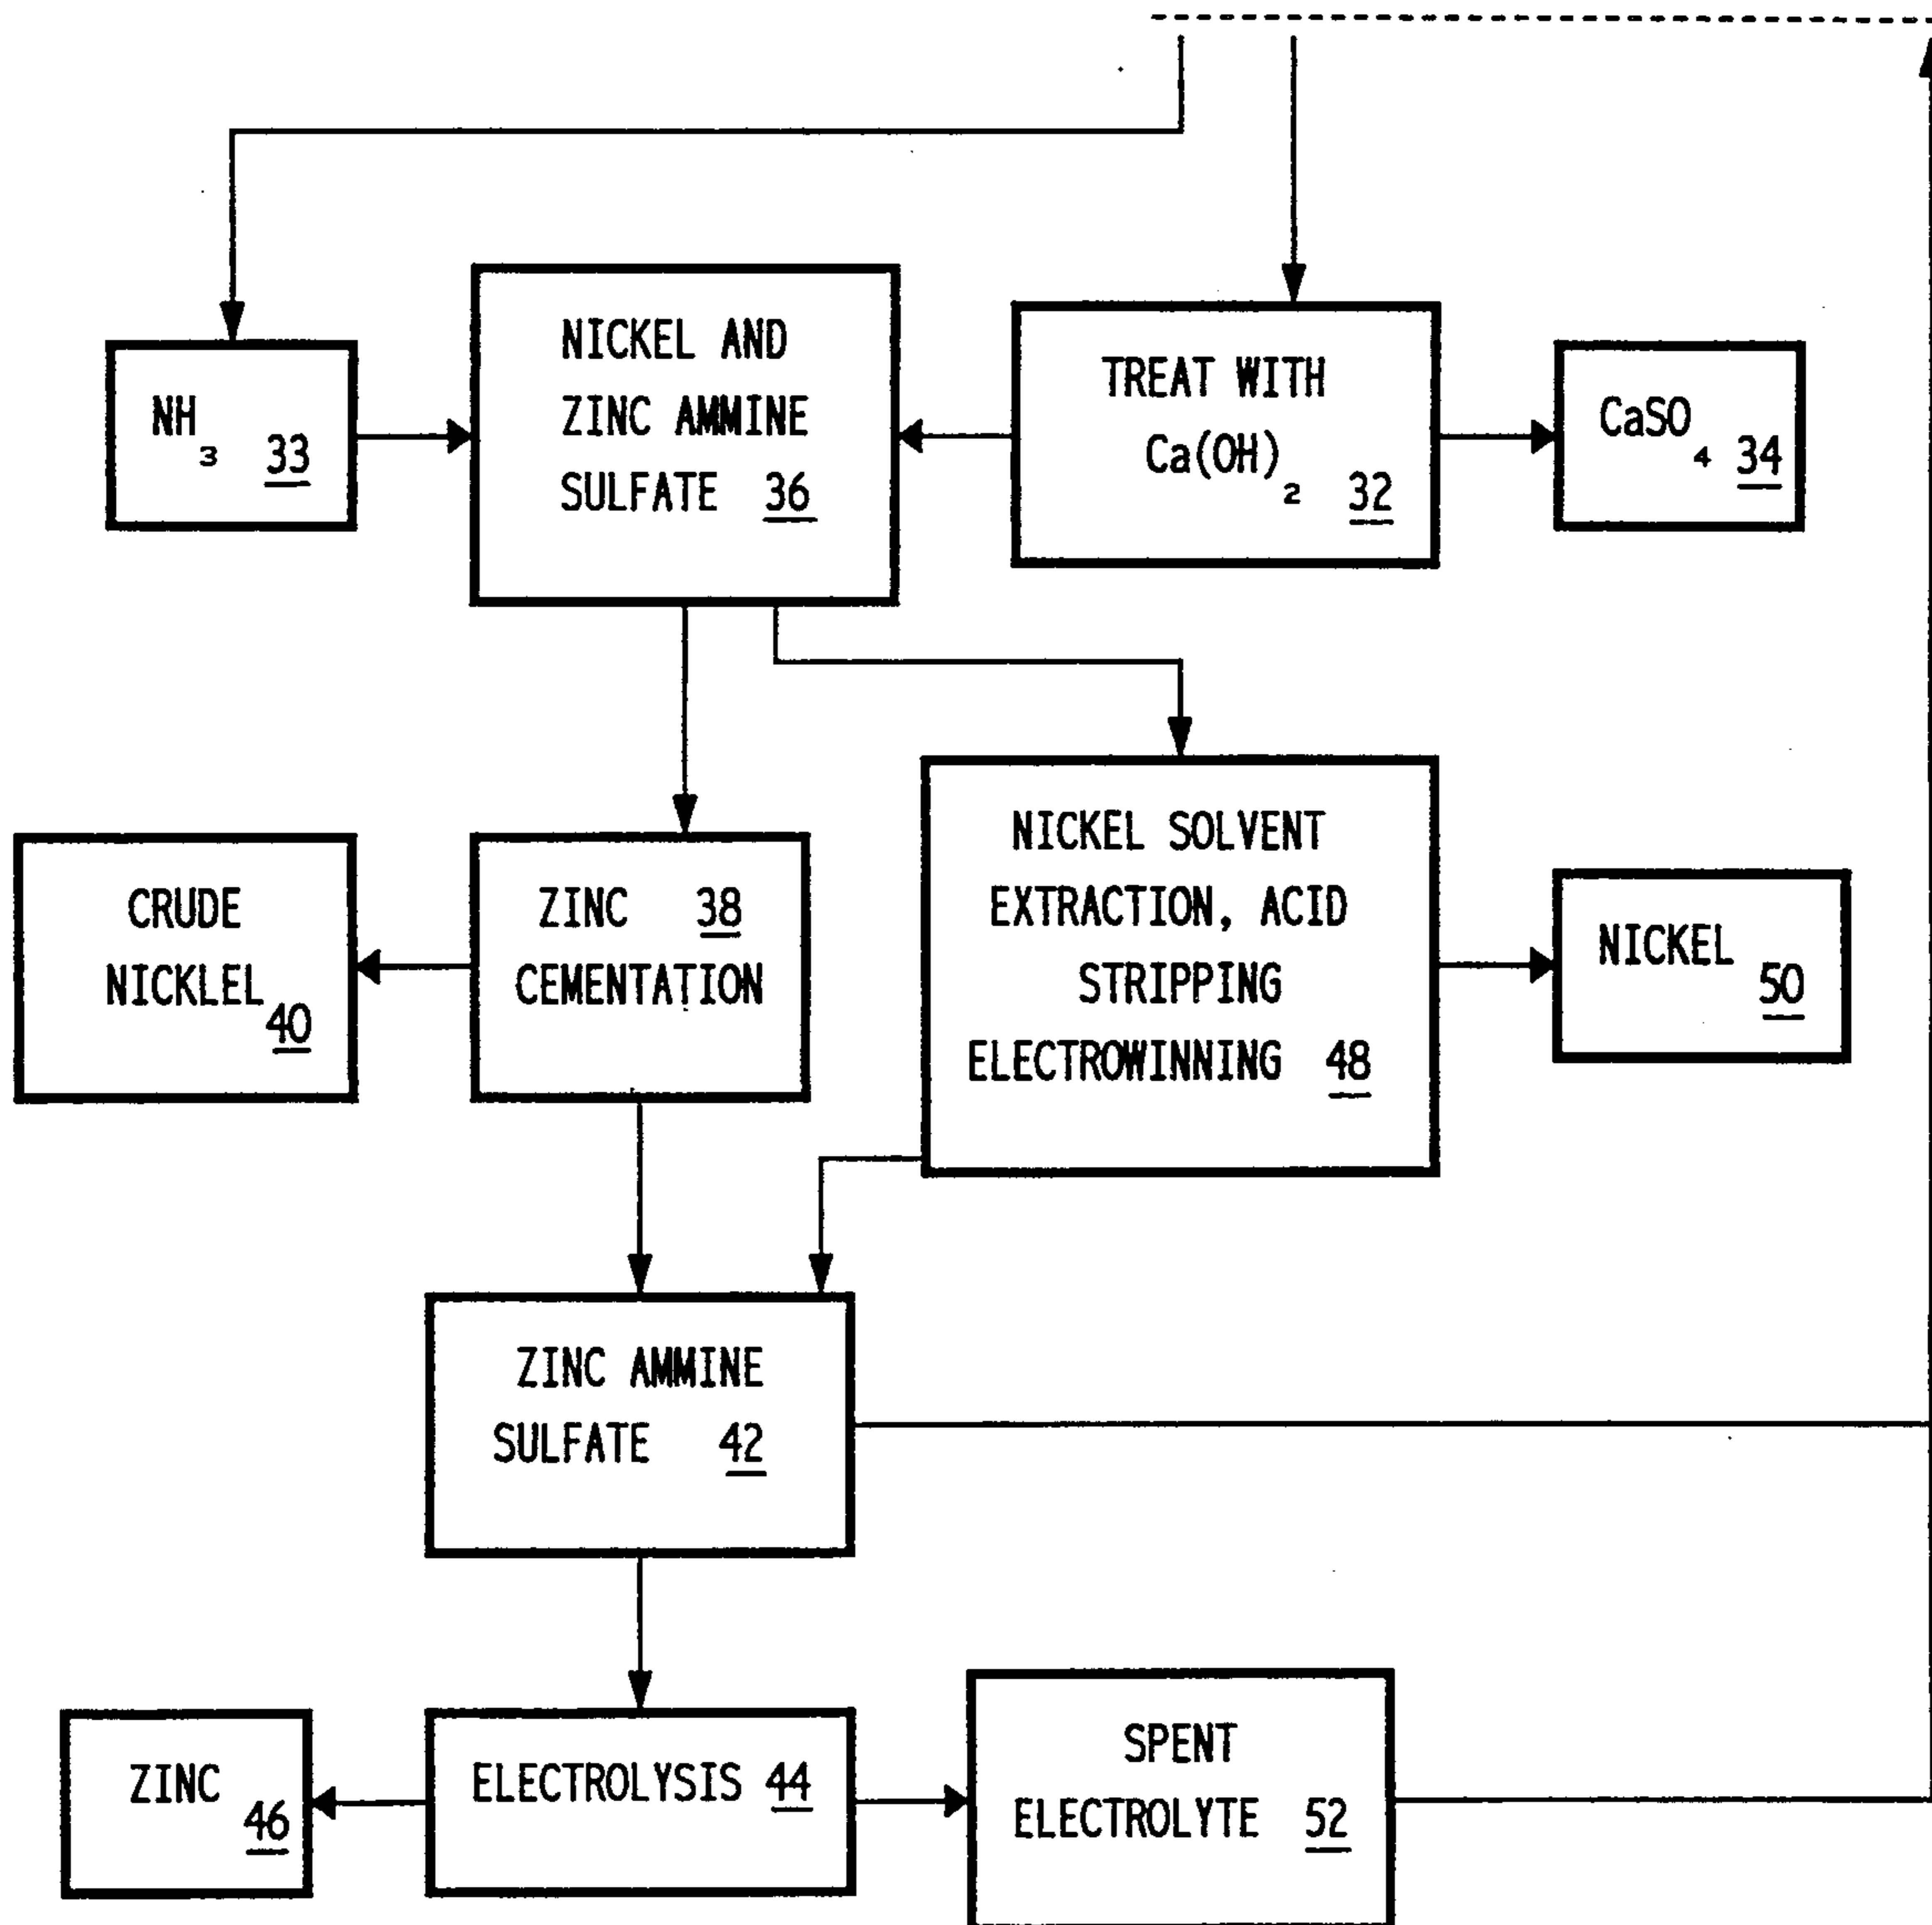 NH3 33
NICKEL AND
ZINC AMMINE
SULFATE 36
TREAT WITH
Ca(OH)2 32
CaSO4 34
CRUDE
NICKLEL 40
ZINC 38
CEMENTATION
NICKEL SOLVENT
EXTRACTION, ACID
STRIPPING
ELECTROWINNING 48
NICKEL
50
ZINC AMMINE
SULFATE 42
ZINC
46
ELECTROLYSIS 44
SPENT
ELECTROLYTE 52